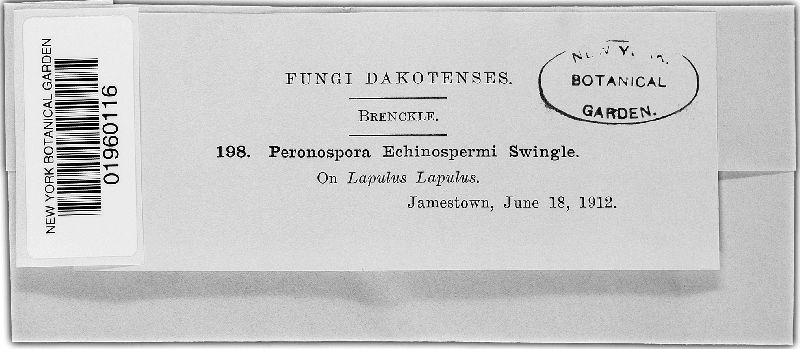 NEW YORK BOTANICAL GARDEN
01960116
FUNGI DAKOTENSES.
BRENCKLE.
198. Peronospora Echinospermi Swingle.
On Lapulus Lapulus.
Jamestown, June 18, 1912.
BOTANICAL
GARDEN.